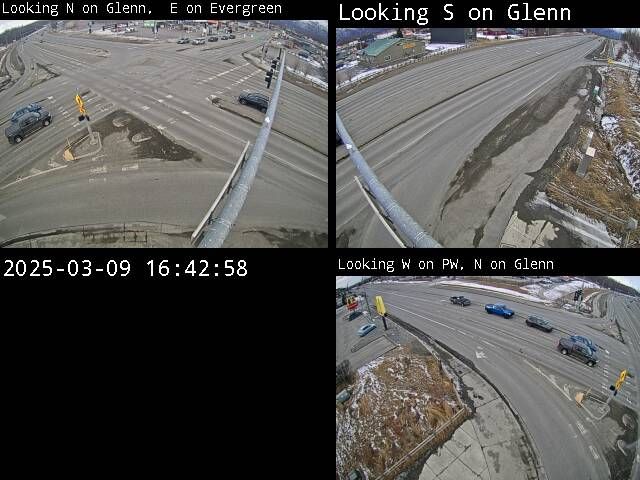 Looking N on Glenn,  E on Evergreen
Looking S on Glenn
2025-03-09 16:42:58
Looking W on PW, N on Glenn